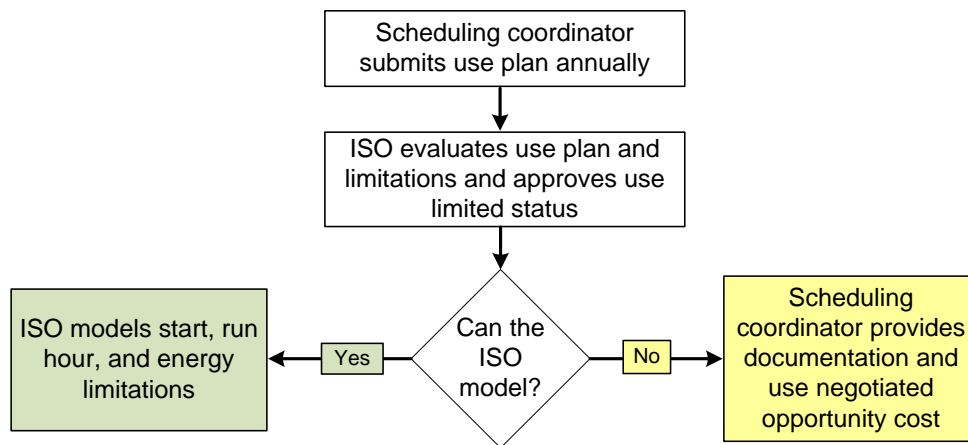 Scheduling coordinator
submits use plan annually
ISO evaluates use plan and
limitations and approves use
limited status
ISO models start, run
hour, and energy
limitations
Yes
Can the
ISO
model?
No
Scheduling
coordinator provides
documentation and
use negotiated
opportunity cost